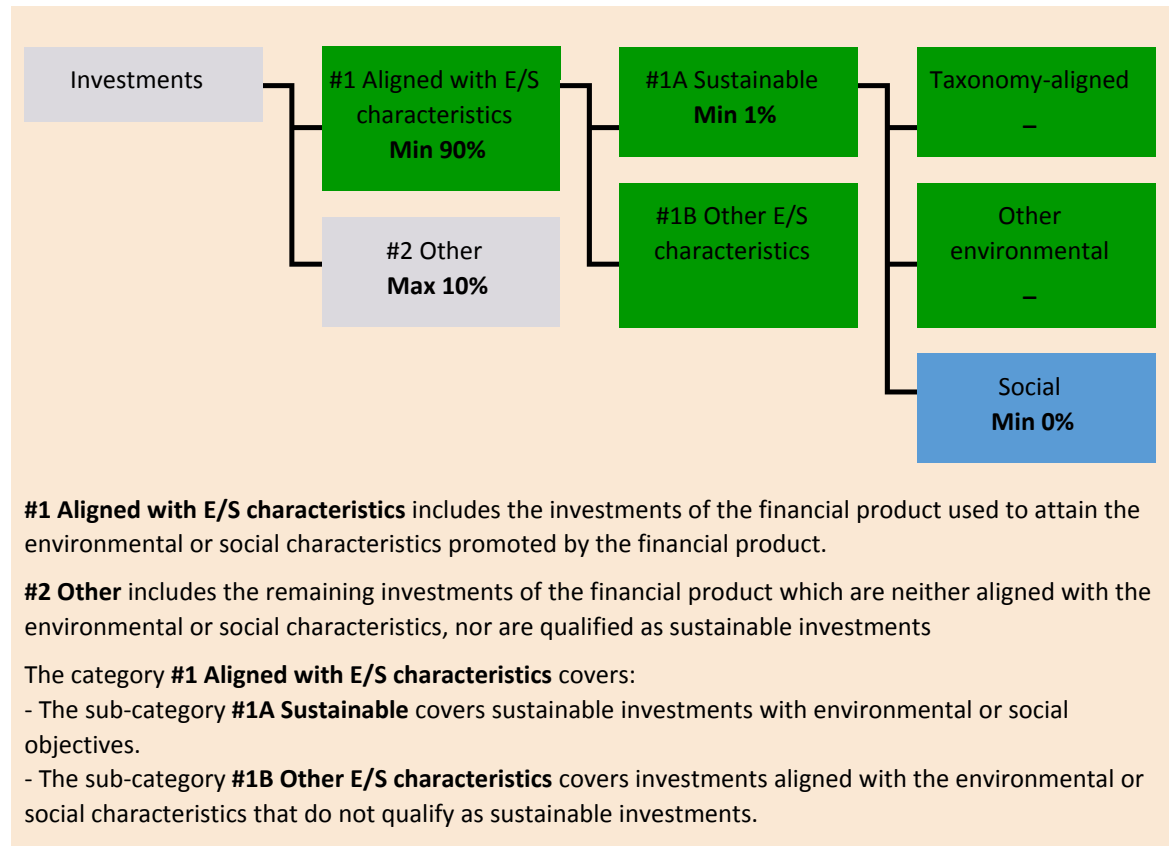 Investments
#1 Aligned with E/S
characteristics
Min 90%
#2 Other
Max 10%
#1A Sustainable
Min 1%
#1B Other E/S
characteristics
Taxonomy-aligned
–
Other
environmental
–
Social
Min 0%
#1 Aligned with E/S characteristics includes the investments of the financial product used to attain the
environmental or social characteristics promoted by the financial product.
#2 Other includes the remaining investments of the financial product which are neither aligned with the
environmental or social characteristics, nor are qualified as sustainable investments
The category #1 Aligned with E/S characteristics covers:
- The sub-category #1A Sustainable covers sustainable investments with environmental or social
objectives.
- The sub-category #1B Other E/S characteristics covers investments aligned with the environmental or
social characteristics that do not qualify as sustainable investments.